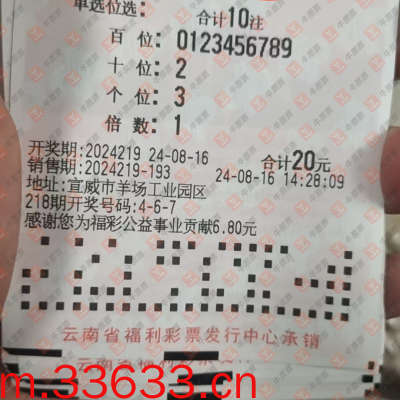 单选位选：
合计10注
百 位：0123456789
十 位：2
个 位：3
倍 数：1
开奖期:2024219 24-08-16 合计20元
销售期:2024219-193 24-08-16 14:28:09
地址:宣威市羊场工业园区
218期开奖号码:4-6-7
感谢您为福彩公益事业贡献6.80元
云南省福利彩票发行中心承销
m.33633.cn